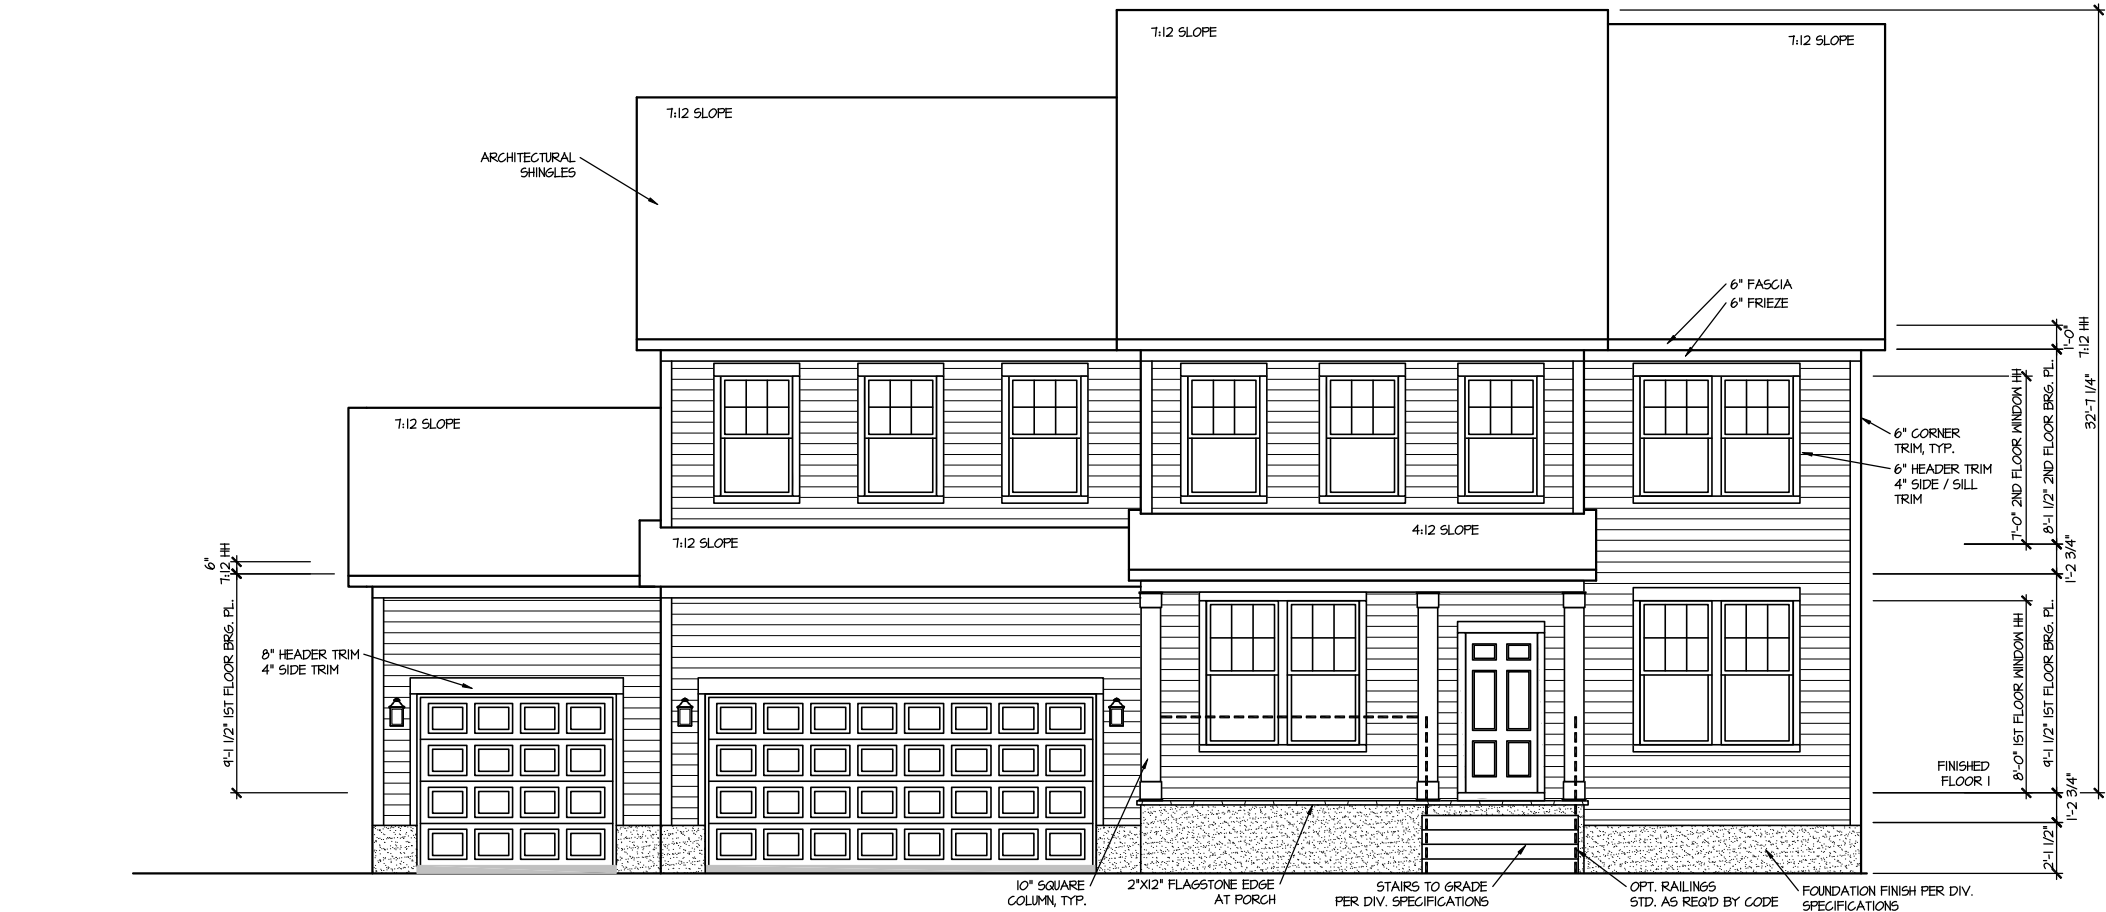 7:12 SLOPE
7:12 SLOPE
7:12 SLOPE
ARCHITECTURAL
SHINGLES
6" FASCIA
6" FRIEZE
1'-0"
7:12 HH
32'-7 1/4"
7:12 SLOPE
6" CORNER
TRIM, TYP.
6" HEADER TRIM
4" SIDE / SILL
TRIM
7'-0" 2ND FLOOR WINDOW HH
8'-1 1/2" 2ND FLOOR BRG. PL.
4:12 SLOPE
7:12 SLOPE
6"
7:12 HH
1'-2 3/4"
9'-1 1/2" 1ST FLOOR BRG. PL.
8" HEADER TRIM
4" SIDE TRIM
8'-0" 1ST FLOOR WINDOW HH
9'-1 1/2" 1ST FLOOR BRG. PL.
FINISHED
FLOOR 1
1'-2 3/4"
2'-1 1/2"
10" SQUARE
COLUMN, TYP.
2"X12" FLAGSTONE EDGE
AT PORCH
STAIRS TO GRADE
PER DIV. SPECIFICATIONS
OPT. RAILINGS
STD. AS REQ'D BY CODE
FOUNDATION FINISH PER DIV.
SPECIFICATIONS